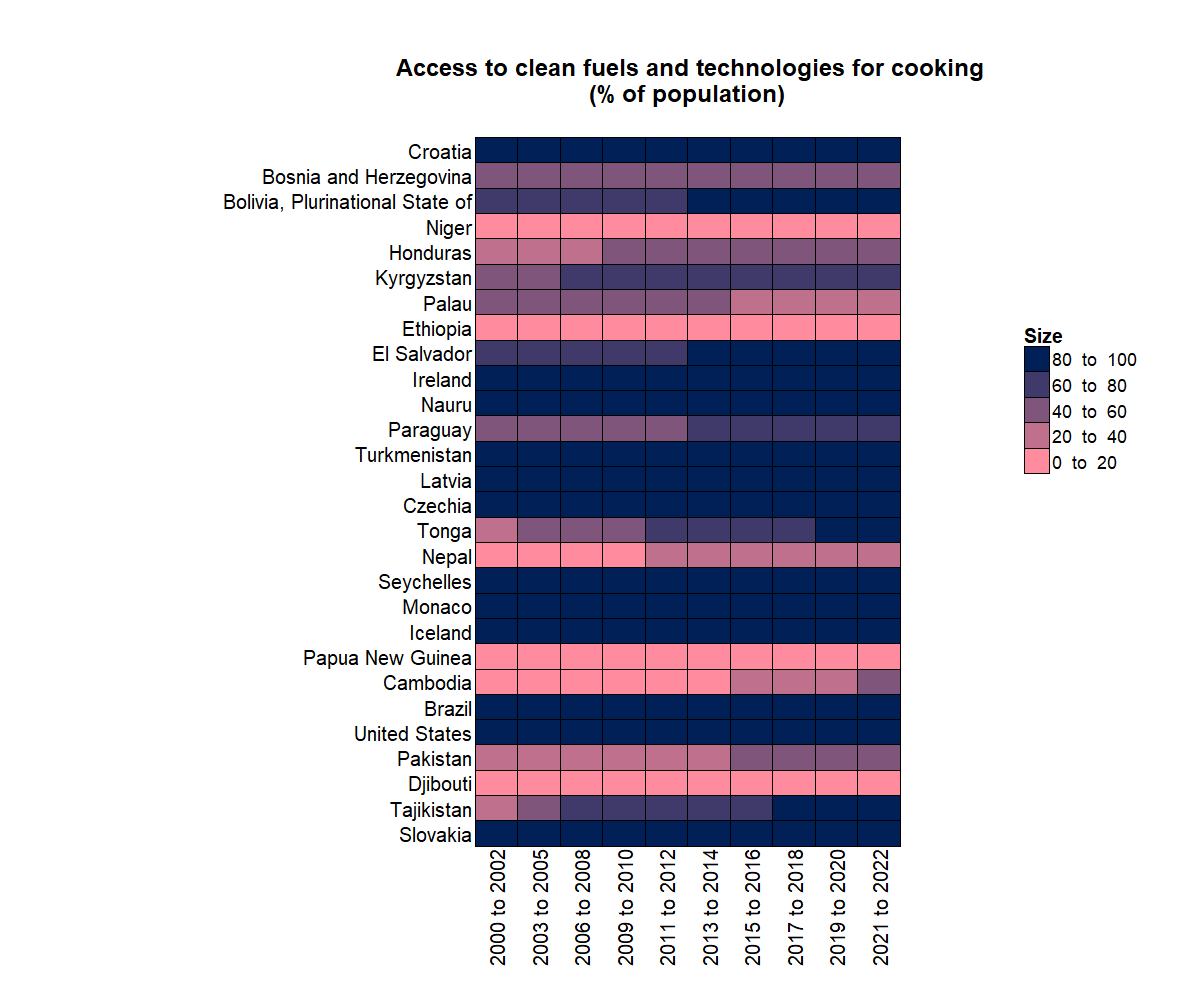 Access to clean fuels and technologies for cooking
(% of population)
Croatia
Bosnia and Herzegovina
Bolivia, Plurinational State of
Niger
Honduras
Kyrgyzstan
Palau
Ethiopia
El Salvador
Ireland
Nauru
Paraguay
Turkmenistan
Latvia
Czechia
Tonga
Nepal
Seychelles
Monaco
Iceland
Papua New Guinea
Cambodia
Brazil
United States
Pakistan
Djibouti
Tajikistan
Slovakia
2000 to 2002
2003 to 2005
2006 to 2008
2009 to 2010
2011 to 2012
2013 to 2014
2015 to 2016
2017 to 2018
2019 to 2020
2021 to 2022
Size
80 to 100
60 to 80
40 to 60
20 to 40
0 to 20